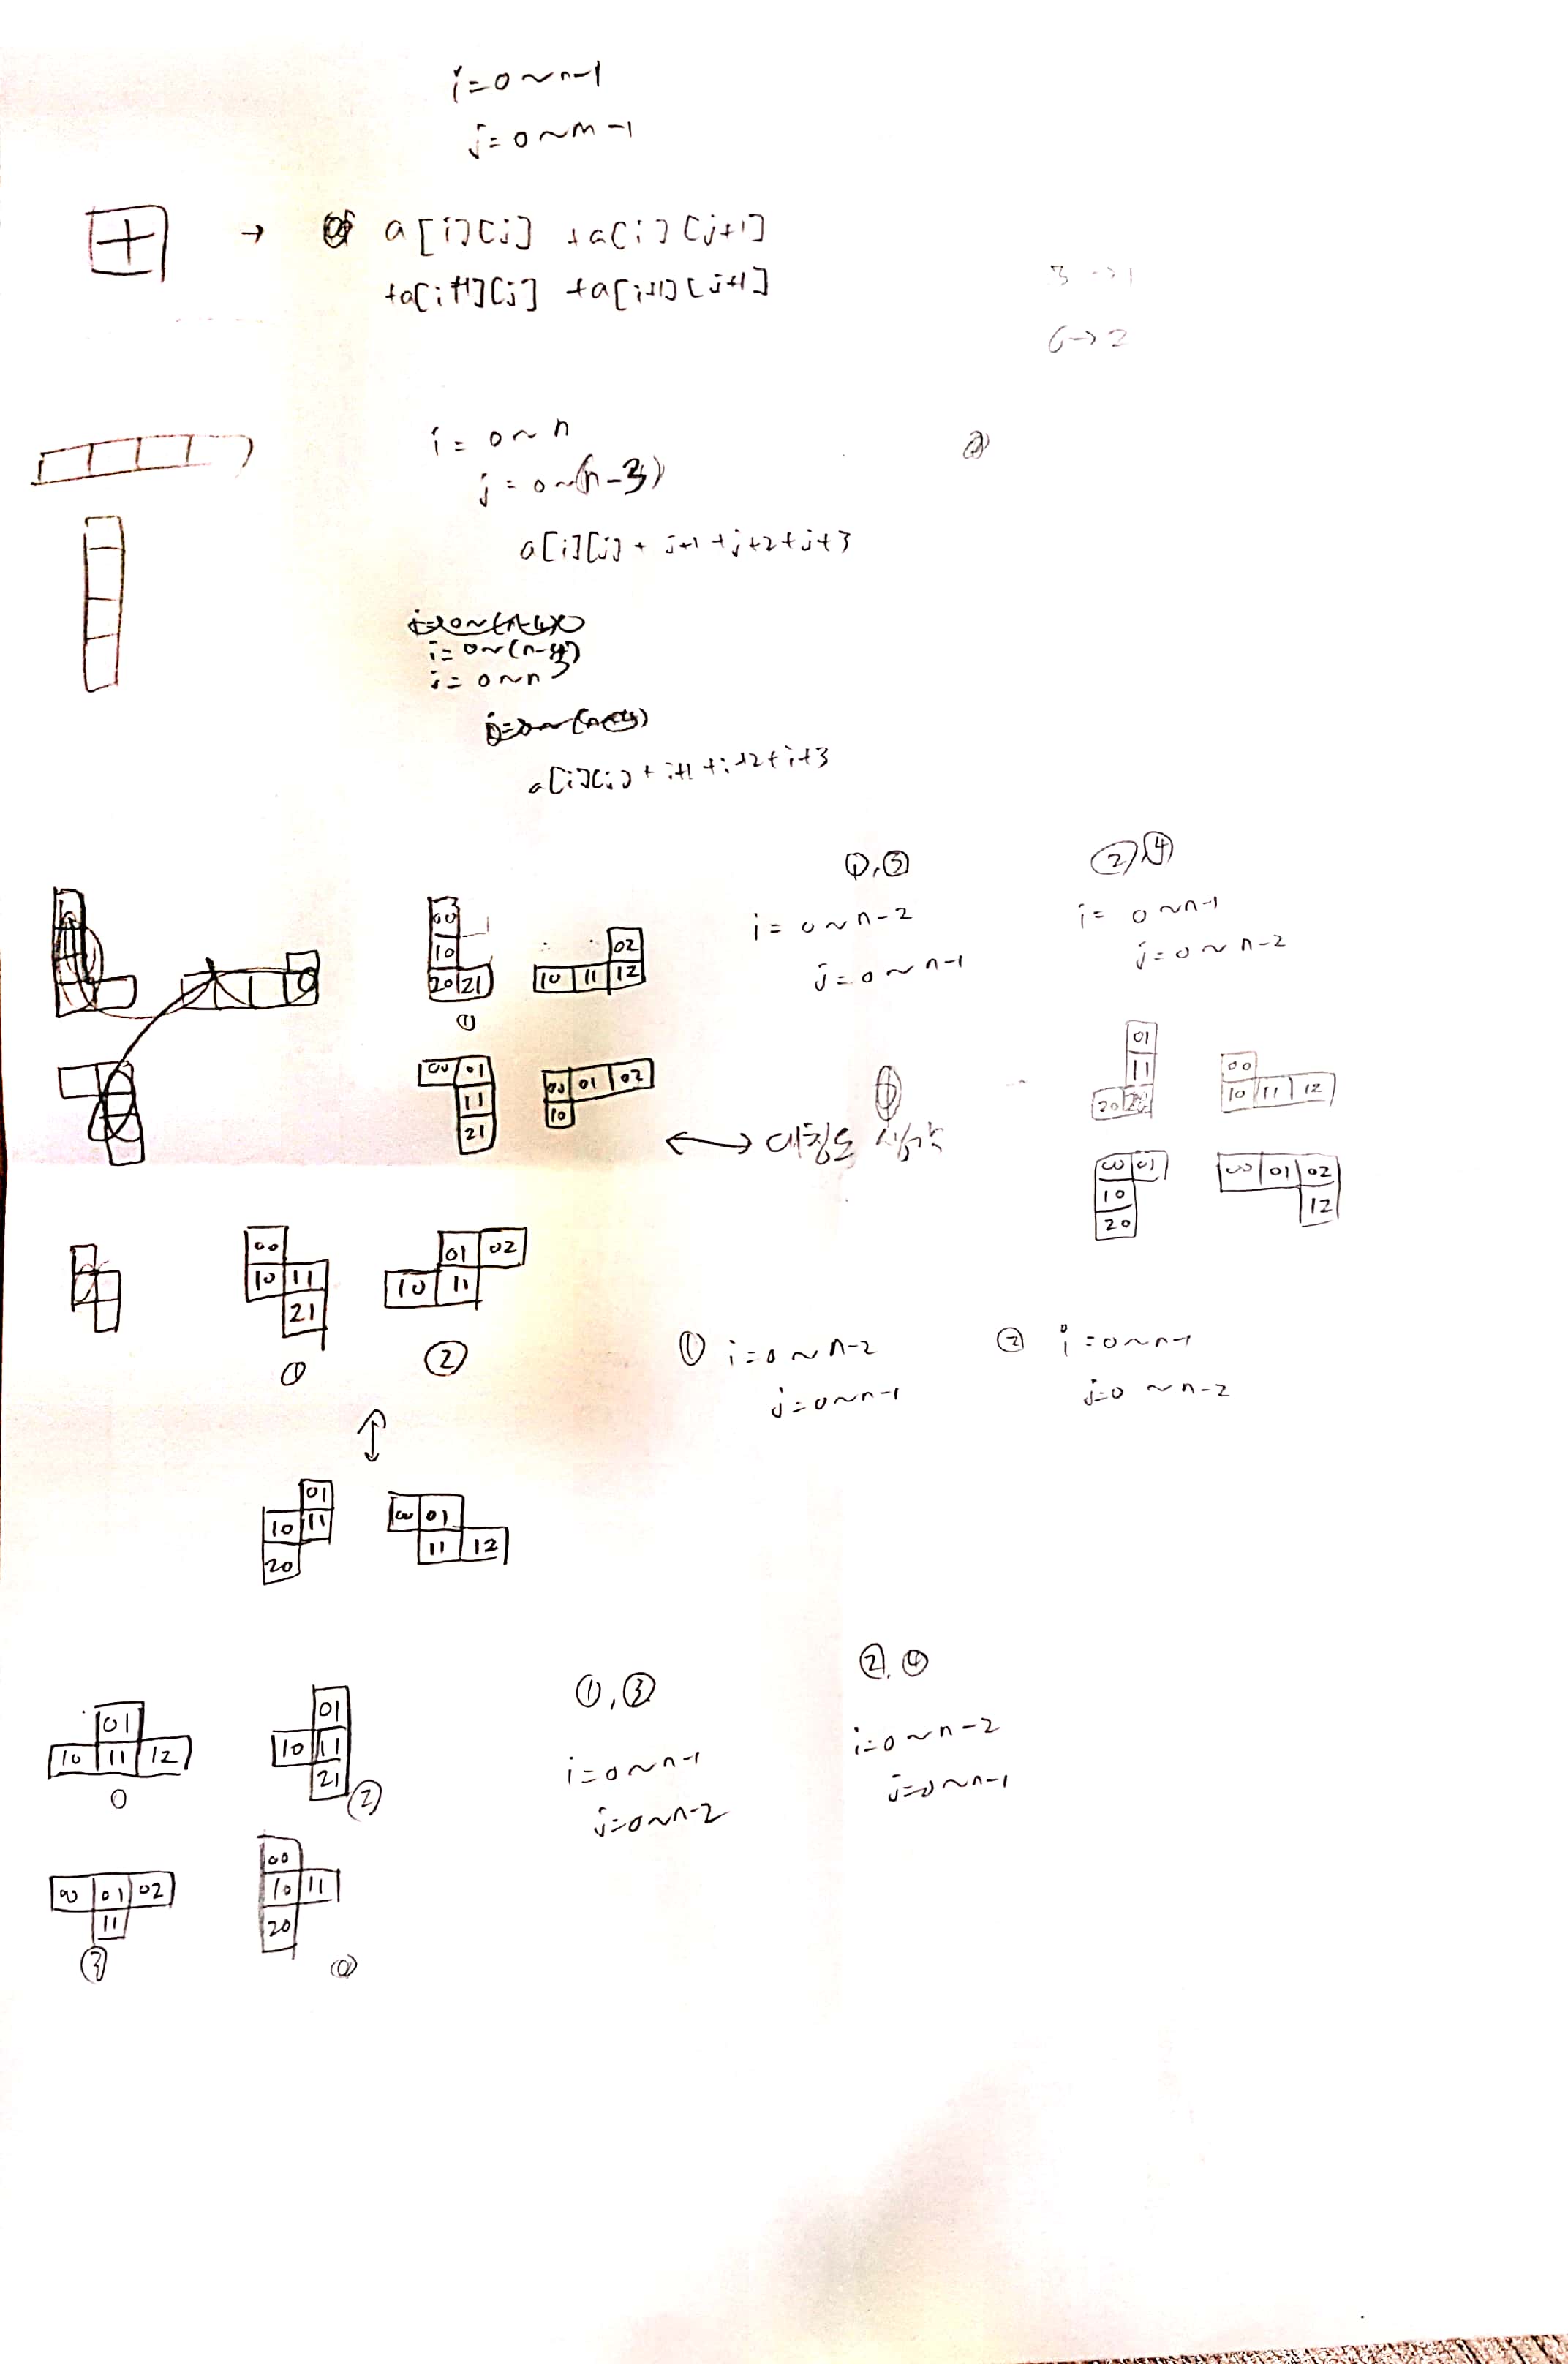 i=0~n-1
j=0~m-1
→ a[i][j] +a[i][j+1]
+a[i+1][j] +a[i+1][j+1]
3→1
6→2
i=0~n
j=0~(n-3)
a[i][j]+j+1+j+2+j+3
j=0~n
a[i][j]+i+1+i+2+i+3
①,③
②,④
i=0~n-2
j=0~n-1
i=0~n-1
j=0~n-2
00
10
20 21
①
02
10 11 12
00 01
11
21
00 01 02
10
↔ 대칭도
01
11
20 21
00
10 11 12
00 01
10
20
00 01 02
12
00
10 11
21
①
01 02
10 11
②
① i=0~n-2
j=0~n-1
② i=0~n-1
j=0~n-2
↕
01
10 11
20
00 01
11 12
01
10 11 12
01
10 11
21
②
①,③
i=0~n-1
j=0~n-2
②,④
i=0~n-2
j=0~n-1
00 01 02
11
③
00
10 11
20